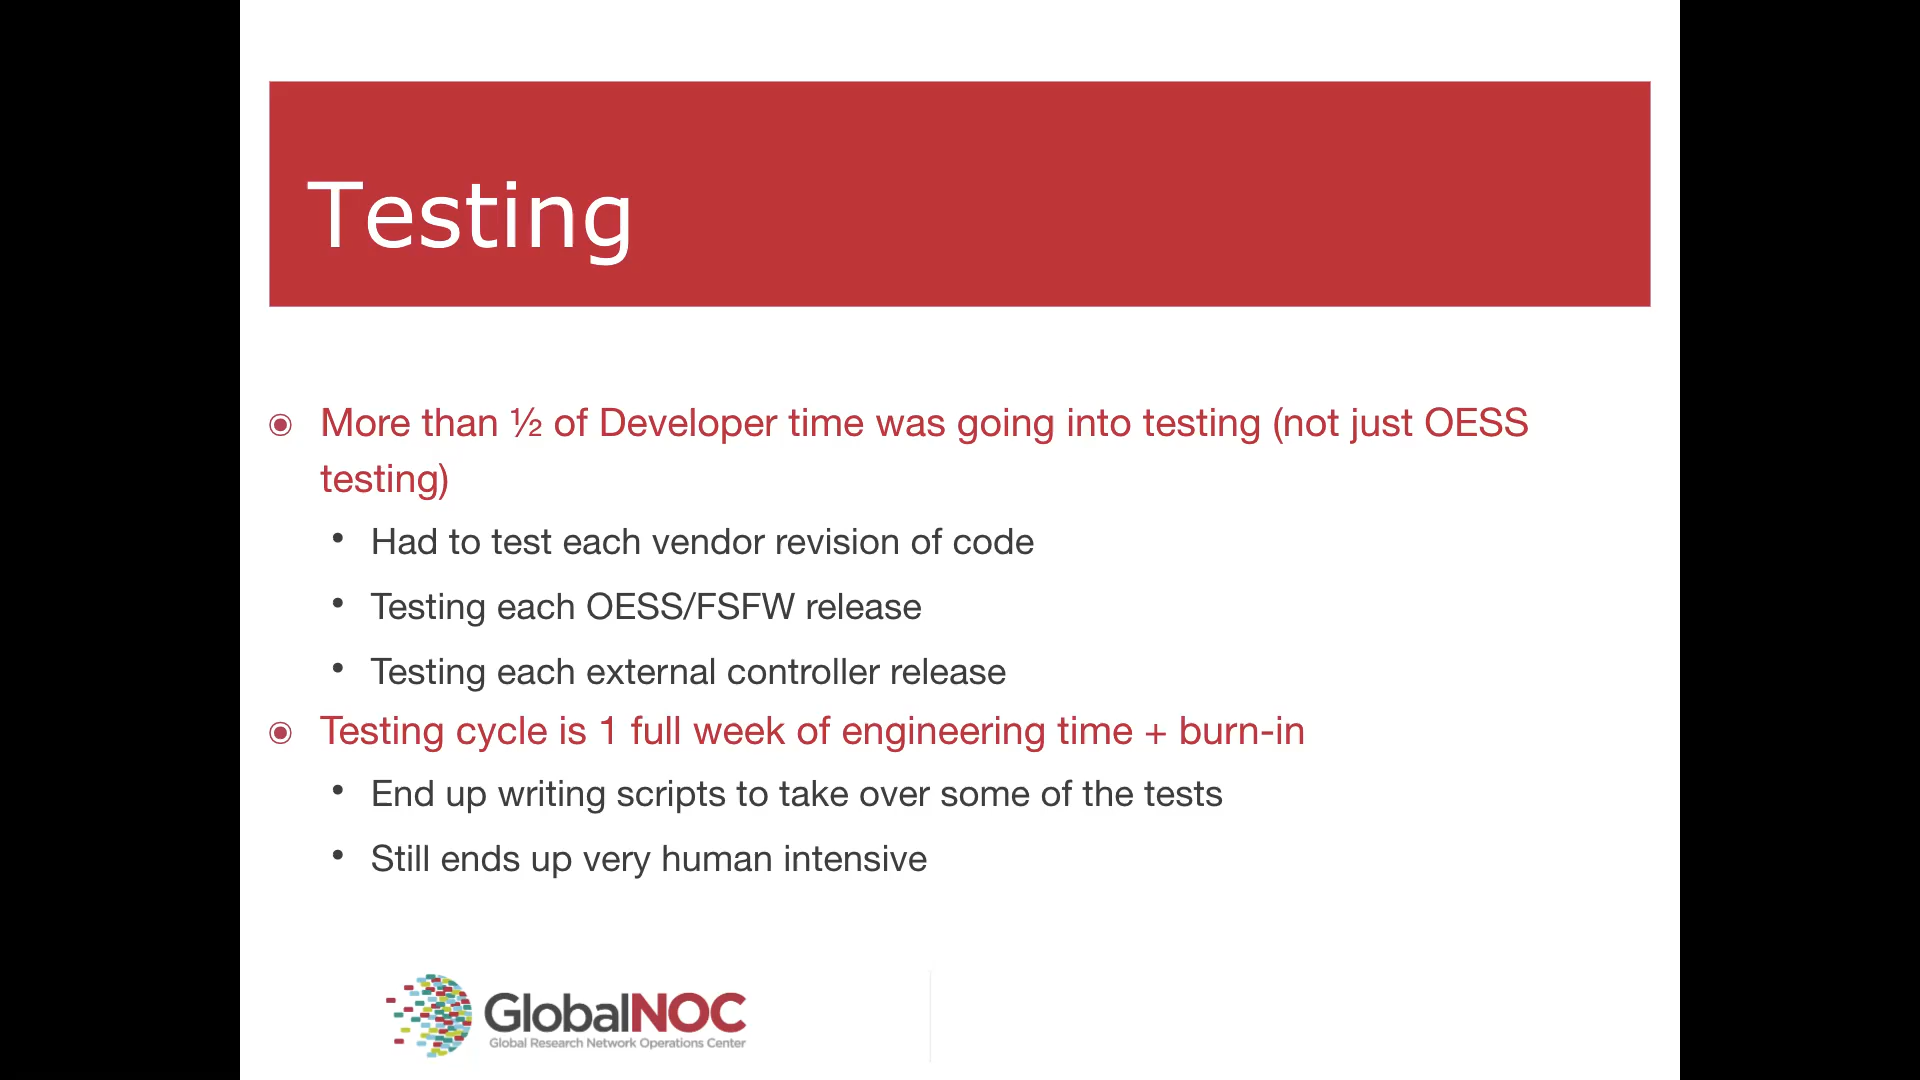 Testing
More than ½ of Developer time was going into testing (not just OESS
testing)
Had to test each vendor revision of code
Testing each OESS/FSFW release
Testing each external controller release
Testing cycle is 1 full week of engineering time + burn-in
End up writing scripts to take over some of the tests
Still ends up very human intensive
GlobalNOC
Global Research Network Operations Center